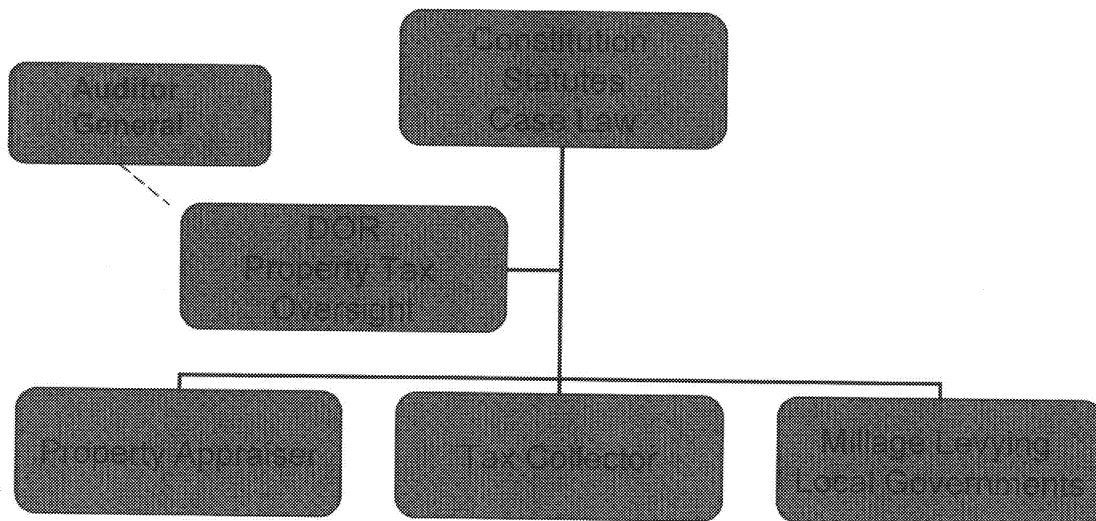 Constitution
Statutes
Case Law
Auditor
General
DOR
Property Tax
Oversight
Property Appraiser
Tax Collector
Millage Levying
Local Governments